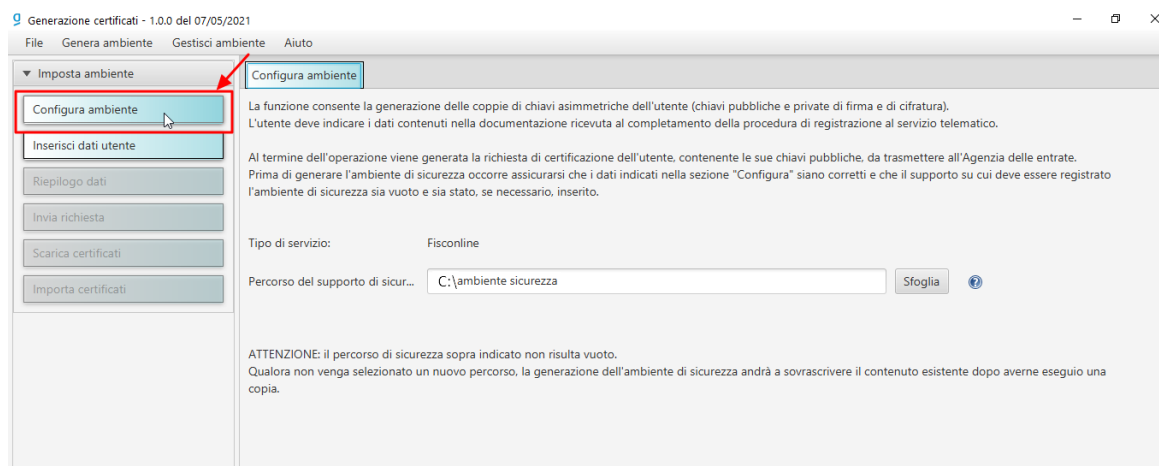 Generazione certificati - 1.0.0 del 07/05/2021
File Genera ambiente Gestisci ambiente Aiuto
Imposta ambiente
Configura ambiente
Inserisci dati utente
Riepilogo dati
Invia richiesta
Scarica certificati
Importa certificati
Configura ambiente
La funzione consente la generazione delle coppie di chiavi asimmetriche dell'utente (chiavi pubbliche e private di firma e di cifratura).
L'utente deve indicare i dati contenuti nella documentazione ricevuta al completamento della procedura di registrazione al servizio telematico.
Al termine dell'operazione viene generata la richiesta di certificazione dell'utente, contenente le sue chiavi pubbliche, da trasmettere all'Agenzia delle entrate.
Prima di generare l'ambiente di sicurezza occorre assicurarsi che i dati indicati nella sezione "Configura" siano corretti e che il supporto su cui deve essere registrato
l'ambiente di sicurezza sia vuoto e sia stato, se necessario, inserito.
Tipo di servizio: Fisconline
Percorso del supporto di sicur... C:\ambiente sicurezza Sfoglia ?
ATTENZIONE: il percorso di sicurezza sopra indicato non risulta vuoto.
Qualora non venga selezionato un nuovo percorso, la generazione dell'ambiente di sicurezza andrà a sovrascrivere il contenuto esistente dopo averne eseguio una
copia.